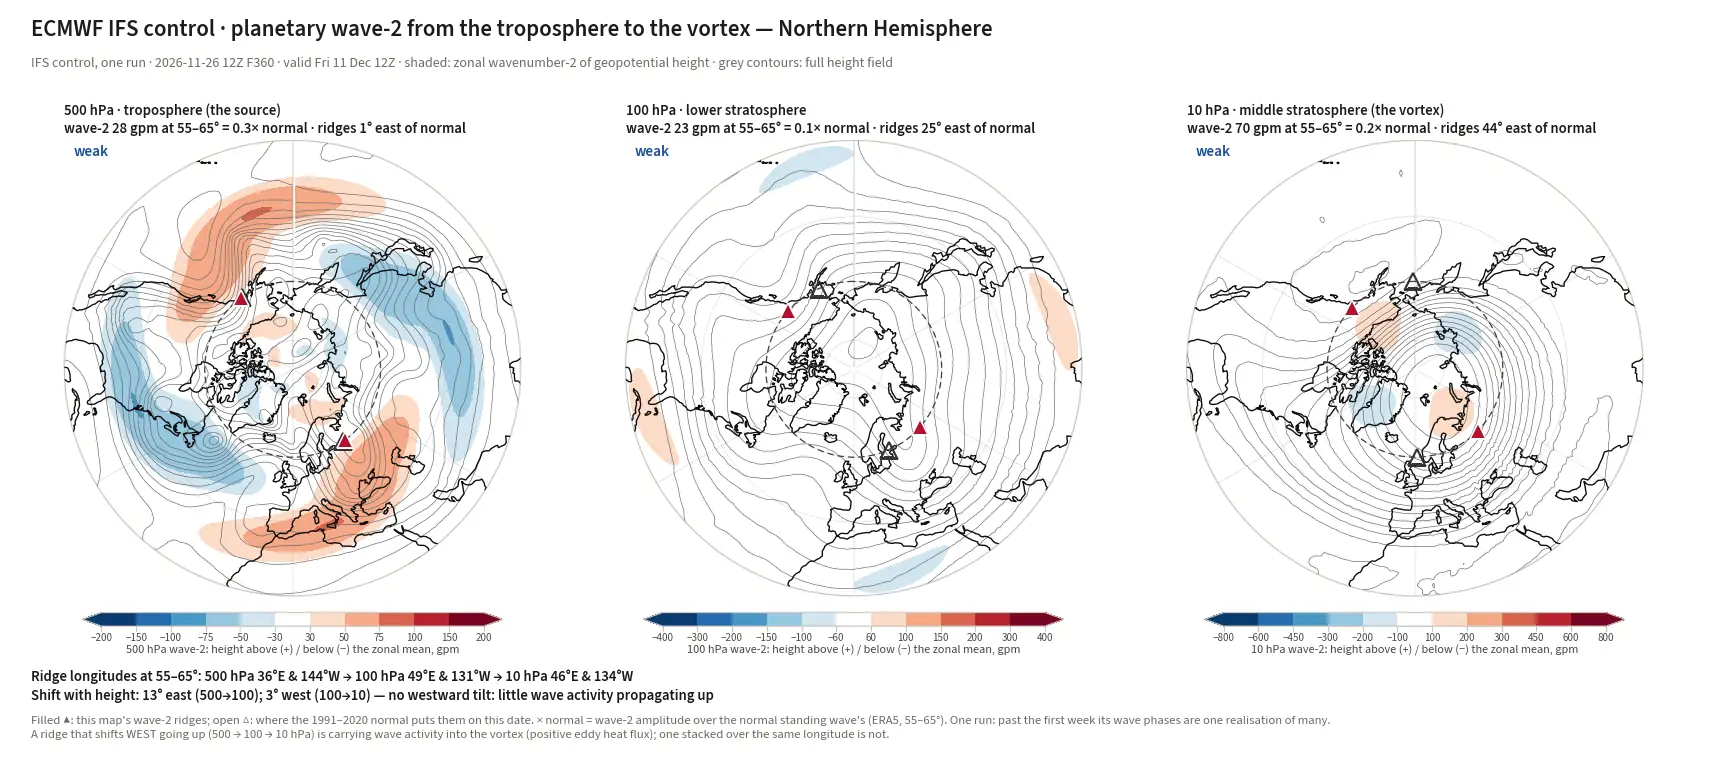 ECMWF IFS control · planetary wave-2 from the troposphere to the vortex — Northern Hemisphere
IFS control, one run · 2026-11-26 12Z F360 · valid Fri 11 Dec 12Z · shaded: zonal wavenumber-2 of geopotential height · grey contours: full height field
500 hPa · troposphere (the source)
wave-2 28 gpm at 55–65° = 0.3× normal · ridges 1° east of normal
weak
100 hPa · lower stratosphere
wave-2 23 gpm at 55–65° = 0.1× normal · ridges 25° east of normal
weak
10 hPa · middle stratosphere (the vortex)
wave-2 70 gpm at 55–65° = 0.2× normal · ridges 44° east of normal
weak
−200 −150 −100 −75 −50 −30 30 50 75 100 150 200
500 hPa wave-2: height above (+) / below (−) the zonal mean, gpm
−400 −300 −200 −150 −100 −60 60 100 150 200 300 400
100 hPa wave-2: height above (+) / below (−) the zonal mean, gpm
−800 −600 −450 −300 −200 −100 100 200 300 450 600 800
10 hPa wave-2: height above (+) / below (−) the zonal mean, gpm
Ridge longitudes at 55–65°: 500 hPa 36°E & 144°W → 100 hPa 49°E & 131°W → 10 hPa 46°E & 134°W
Shift with height: 13° east (500→100); 3° west (100→10) — no westward tilt: little wave activity propagating up
Filled ▲: this map's wave-2 ridges; open △: where the 1991–2020 normal puts them on this date. × normal = wave-2 amplitude over the normal standing wave's (ERA5, 55–65°). One run: past the first week its wave phases are one realisation of many.
A ridge that shifts WEST going up (500 → 100 → 10 hPa) is carrying wave activity into the vortex (positive eddy heat flux); one stacked over the same longitude is not.